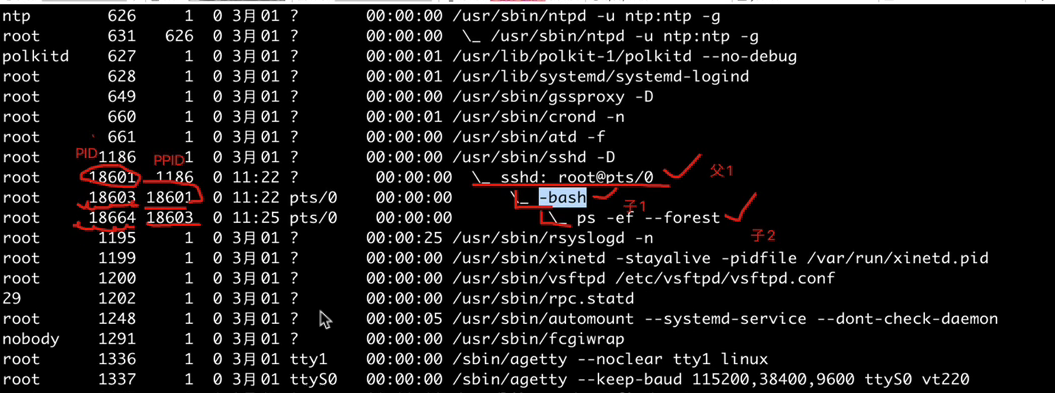 ntp 626 1 0 3月01 ? 00:00:00 /usr/sbin/ntpd -u ntp:ntp -g
root 631 626 0 3月01 ? 00:00:00 \_ /usr/sbin/ntpd -u ntp:ntp -g
polkitd 627 1 0 3月01 ? 00:00:01 /usr/lib/polkit-1/polkitd --no-debug
root 628 1 0 3月01 ? 00:00:00 /usr/lib/systemd/systemd-logind
root 649 1 0 3月01 ? 00:00:00 /usr/sbin/gssproxy -D
root 660 1 0 3月01 ? 00:00:01 /usr/sbin/crond -n
root 661 1 0 3月01 ? 00:00:00 /usr/sbin/atd -f
root 1186 1 0 3月01 ? 00:00:00 /usr/sbin/sshd -D
PID PPID
root 18601 1186 0 11:22 ? 00:00:00 \_ sshd: root@pts/0 父1
root 18603 18601 0 11:22 pts/0 00:00:00 \_ -bash 子1
root 18664 18603 0 11:25 pts/0 00:00:00 \_ ps -ef --forest 子2
root 1195 1 0 3月01 ? 00:00:25 /usr/sbin/rsyslogd -n
root 1199 1 0 3月01 ? 00:00:00 /usr/sbin/xinetd -stayalive -pidfile /var/run/xinetd.pid
root 1200 1 0 3月01 ? 00:00:00 /usr/sbin/vsftpd /etc/vsftpd/vsftpd.conf
29 1202 1 0 3月01 ? 00:00:00 /usr/sbin/rpc.statd
root 1248 1 0 3月01 ? 00:00:05 /usr/sbin/automount --systemd-service --dont-check-daemon
nobody 1291 1 0 3月01 ? 00:00:00 /usr/sbin/fcgiwrap
root 1336 1 0 3月01 tty1 00:00:00 /sbin/agetty --noclear tty1 linux
root 1337 1 0 3月01 ttyS0 00:00:00 /sbin/agetty --keep-baud 115200,38400,9600 ttyS0 vt220